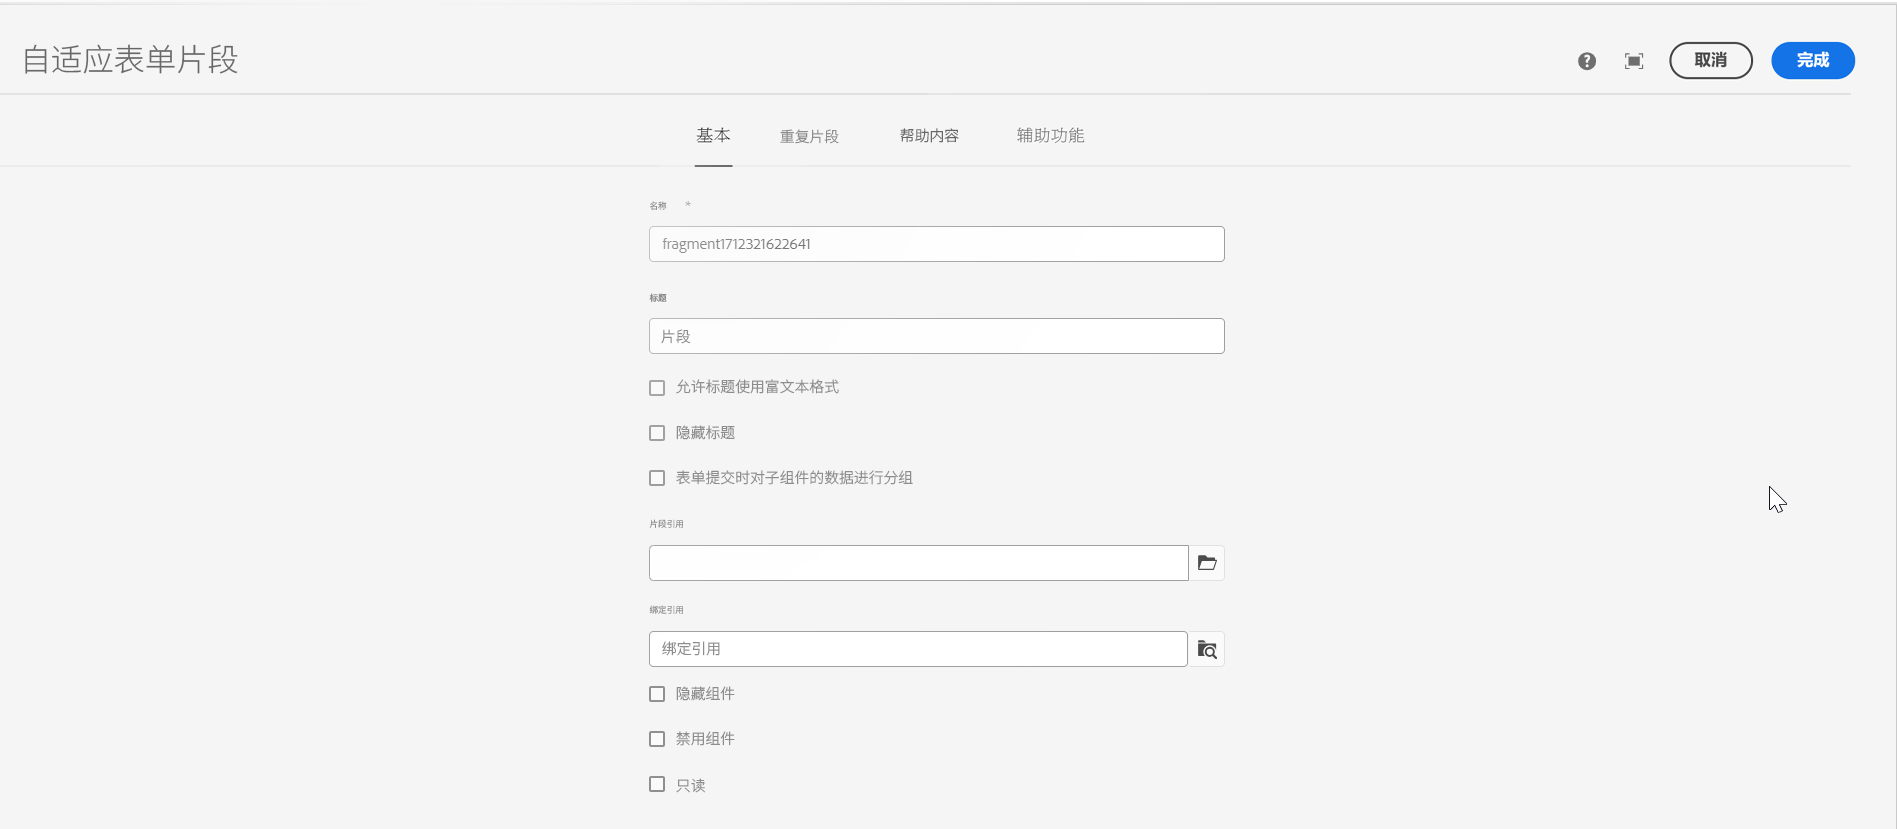 自适应表单片段
取消
完成
基本
重复片段
帮助内容
辅助功能
名称 *
fragment1712321622641
标题
片段
允许标题使用富文本格式
隐藏标题
表单提交时对子组件的数据进行分组
片段引用
绑定引用
绑定引用
隐藏组件
禁用组件
只读